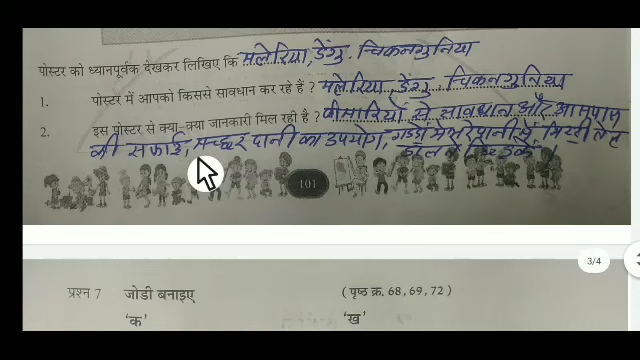 पोस्टर को ध्यानपूर्वक देखकर लिखिए कि मलेरिया, डेंगु. चिकनगुनिया
1. पोस्टर में आपको किससे सावधान कर रहे हैं ? मलेरिया डेंगु चिकनगुनिया
2. इस पोस्टर से क्या-क्या जानकारी मिल रही है ? बीमारियों से सावधान और आसपास
की सफाई, मच्छर पानी का उपयोग, गड्डो में भरे पानी में मिट्टी तेल
101
3/4
प्रश्न 7 जोडी बनाइए (पृष्ठ क्र. 68, 69, 72)
'क' 'ख'